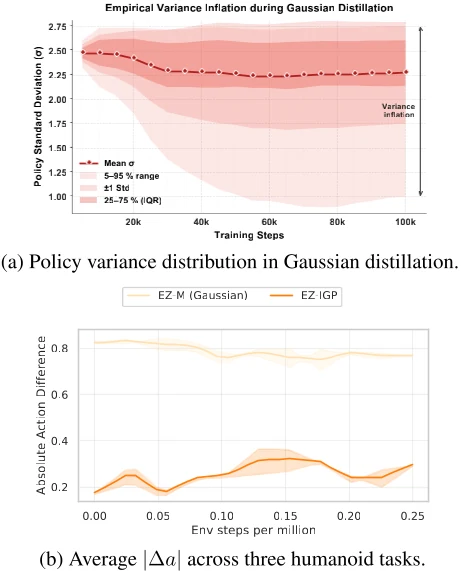 Empirical Variance Inflation during Gaussian Distillation
Policy Standard Deviation (σ)
2.75
2.50
2.25
2.00
1.75
1.50
1.25
1.00
Variance
inflation
Mean σ
5–95 % range
±1 Std
25–75 % (IQR)
20k 40k 60k 80k 100k
Training Steps
(a) Policy variance distribution in Gaussian distillation.
EZ-M (Gaussian) EZ-IGP
Absolute Action Difference
0.8
0.6
0.4
0.2
0.00 0.05 0.10 0.15 0.20 0.25
Env steps per million
(b) Average |Δa| across three humanoid tasks.